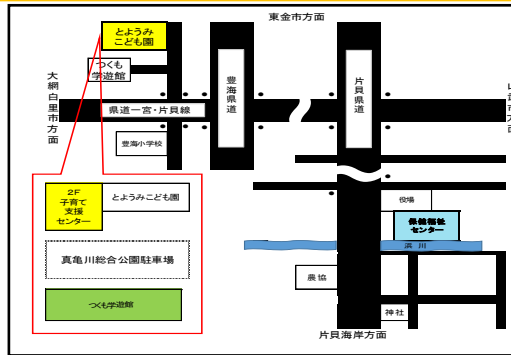 東金市方面
とようみ
こども園
つくも
学遊館
大網白里市方面
県道一宮・片貝線
豊海県道
片貝県道
山武市方面
豊海小学校
2F
子育て
支援
センター
とようみこども園
真亀川総合公園駐車場
つくも学遊館
役場
保健福祉
センター
浜川
農協
神社
片貝海岸方面